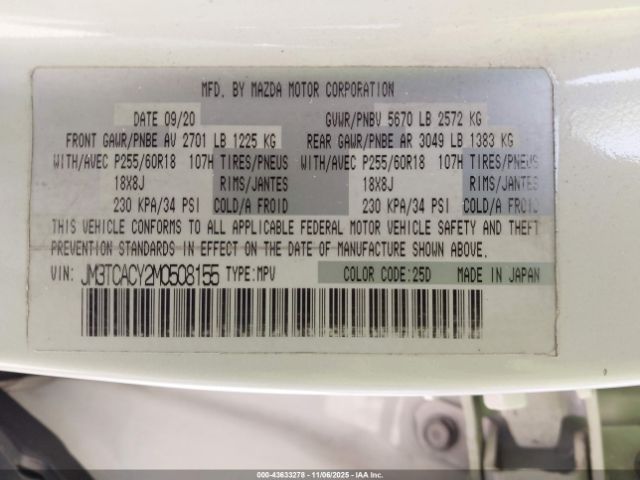 MFD. BY MAZDA MOTOR CORPORATION
DATE 09/20 GVWR/PNBV 5670 LB 2572 KG
FRONT GAWR/PNBE AV 2701 LB 1225 KG REAR GAWR/PNBE AR 3049 LB 1383 KG
WITH/AVEC P255/60R18 107H TIRES/PNEUS WITH/AVEC P255/60R18 107H TIRES/PNEUS
18X8J RIMS/JANTES 18X8J RIMS/JANTES
230 KPA/34 PSI COLD/A FROID 230 KPA/34 PSI COLD/A FROID
THIS VEHICLE CONFORMS TO ALL APPLICABLE FEDERAL MOTOR VEHICLE SAFETY AND THEFT
PREVENTION STANDARDS IN EFFECT ON THE DATE OF MANUFACTURE SHOWN ABOVE.
VIN: JM3TCACY2M0508155 TYPE: MPV COLOR CODE:25D MADE IN JAPAN
000-43633278 - 11/06/2025 - IAA Inc.